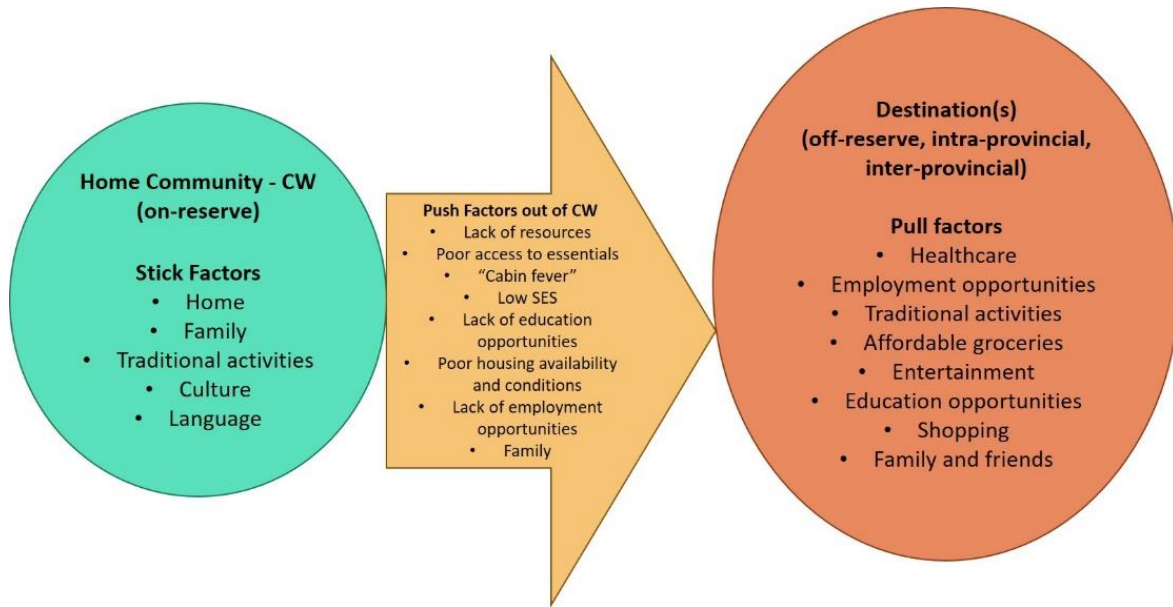 Home Community - CW
(on-reserve)
Stick Factors
• Home
• Family
• Traditional activities
• Culture
• Language
Push Factors out of CW
• Lack of resources
• Poor access to essentials
• “Cabin fever”
• Low SES
• Lack of education
opportunities
• Poor housing availability
and conditions
• Lack of employment
opportunities
• Family
Destination(s)
(off-reserve, intra-provincial,
inter-provincial)
Pull factors
• Healthcare
• Employment opportunities
• Traditional activities
• Affordable groceries
• Entertainment
• Education opportunities
• Shopping
• Family and friends